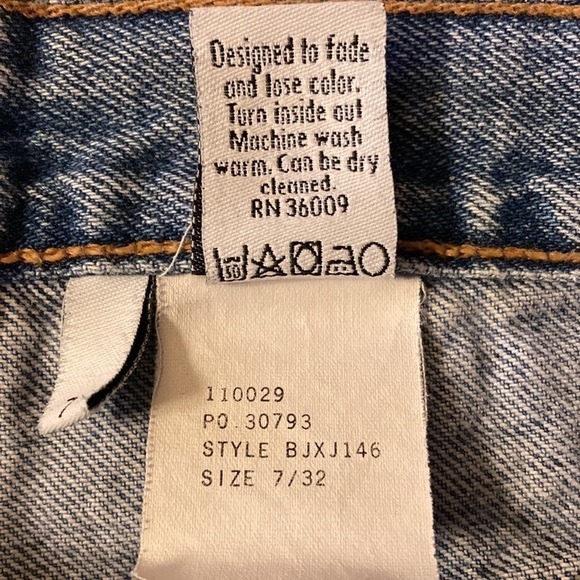 Designed to fade
and lose color.
Turn inside out
Machine wash
warm. Can be dry
cleaned.
RN 36009
110029
PO.30793
STYLE BJXJ146
SIZE 7/32